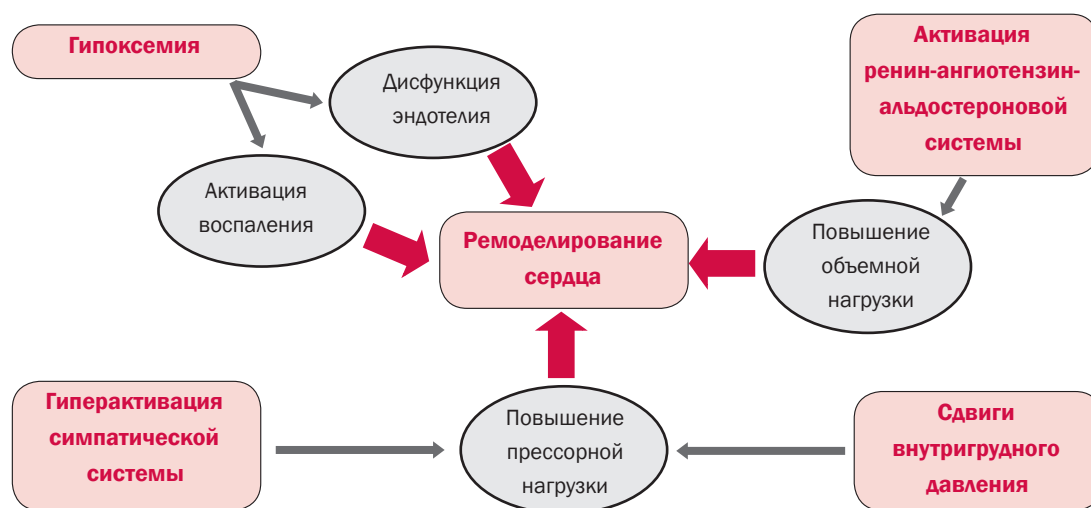 Гипоксемия
Дисфункция
эндотелия
Активация
ренин-ангиотензин-
альдостероновой
системы
Активация
воспаления
Ремоделирование
сердца
Повышение
объемной
нагрузки
Гиперактивация
симпатической
системы
Повышение
прессорной
нагрузки
Сдвиги
внутригрудного
давления